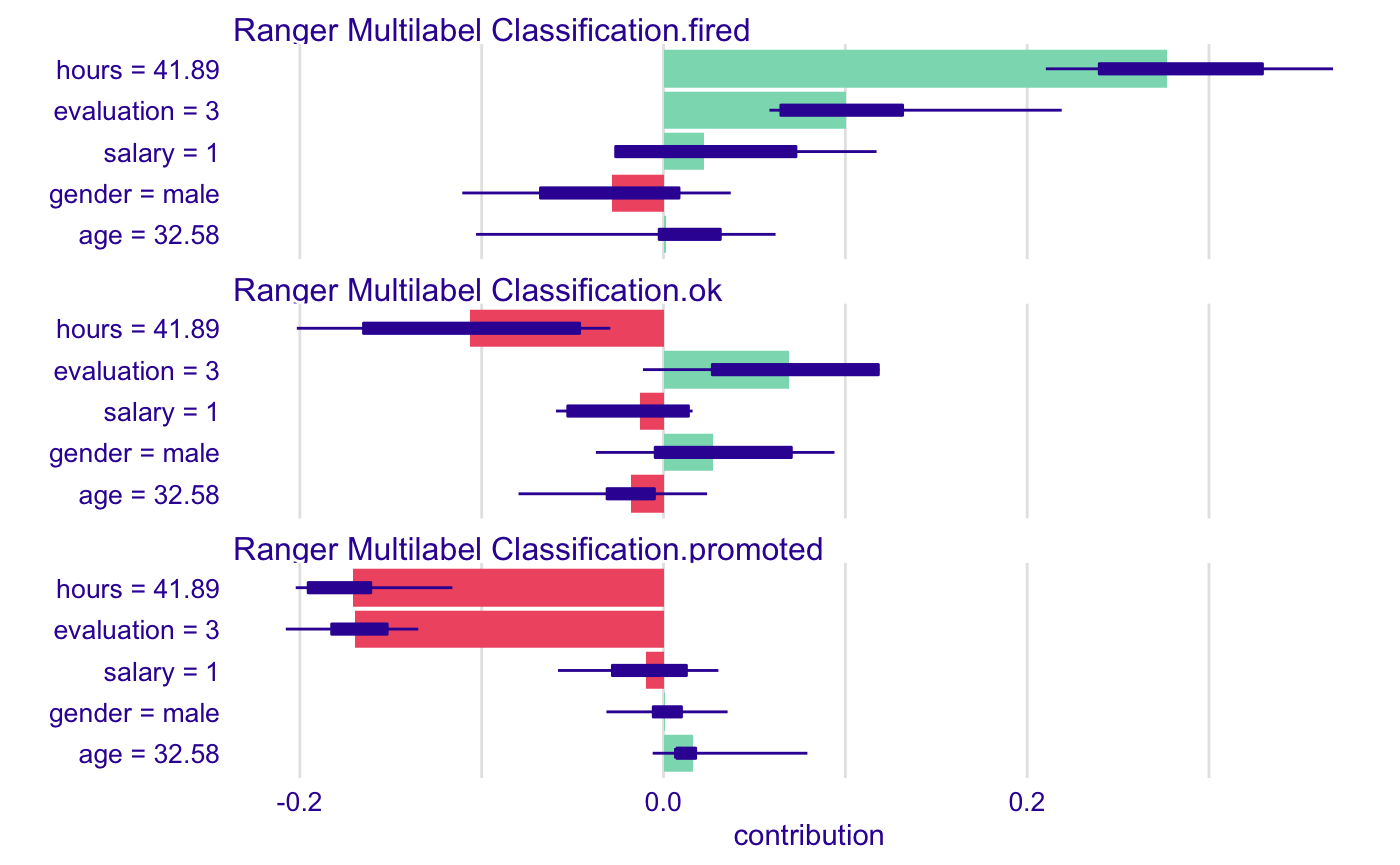 Ranger Multilabel Classification.fired
hours = 41.89
evaluation = 3
salary = 1
gender = male
age = 32.58
Ranger Multilabel Classification.ok
hours = 41.89
evaluation = 3
salary = 1
gender = male
age = 32.58
Ranger Multilabel Classification.promoted
hours = 41.89
evaluation = 3
salary = 1
gender = male
age = 32.58
-0.2 0.0 0.2
contribution